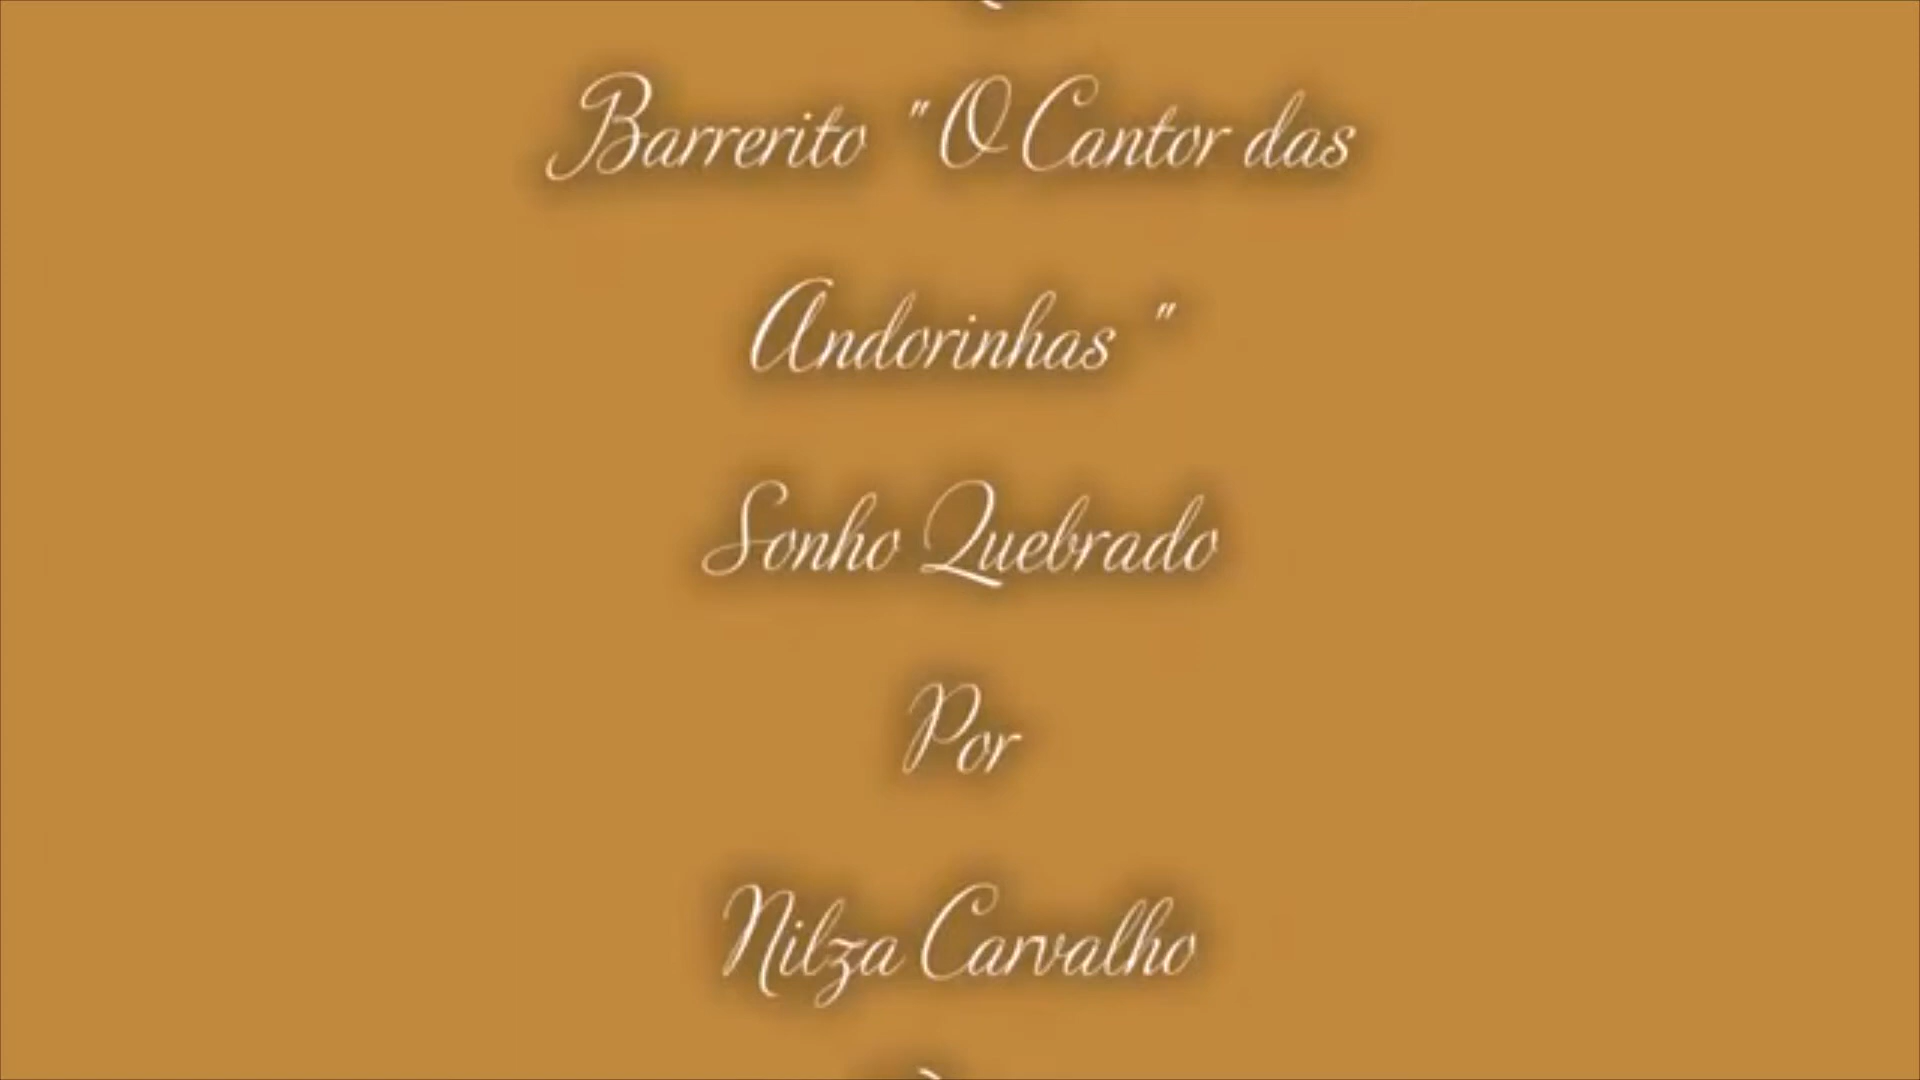 Barrerito "O Cantor das
Andorinhas "
Sonho Quebrado
Por
Nilza Carvalho